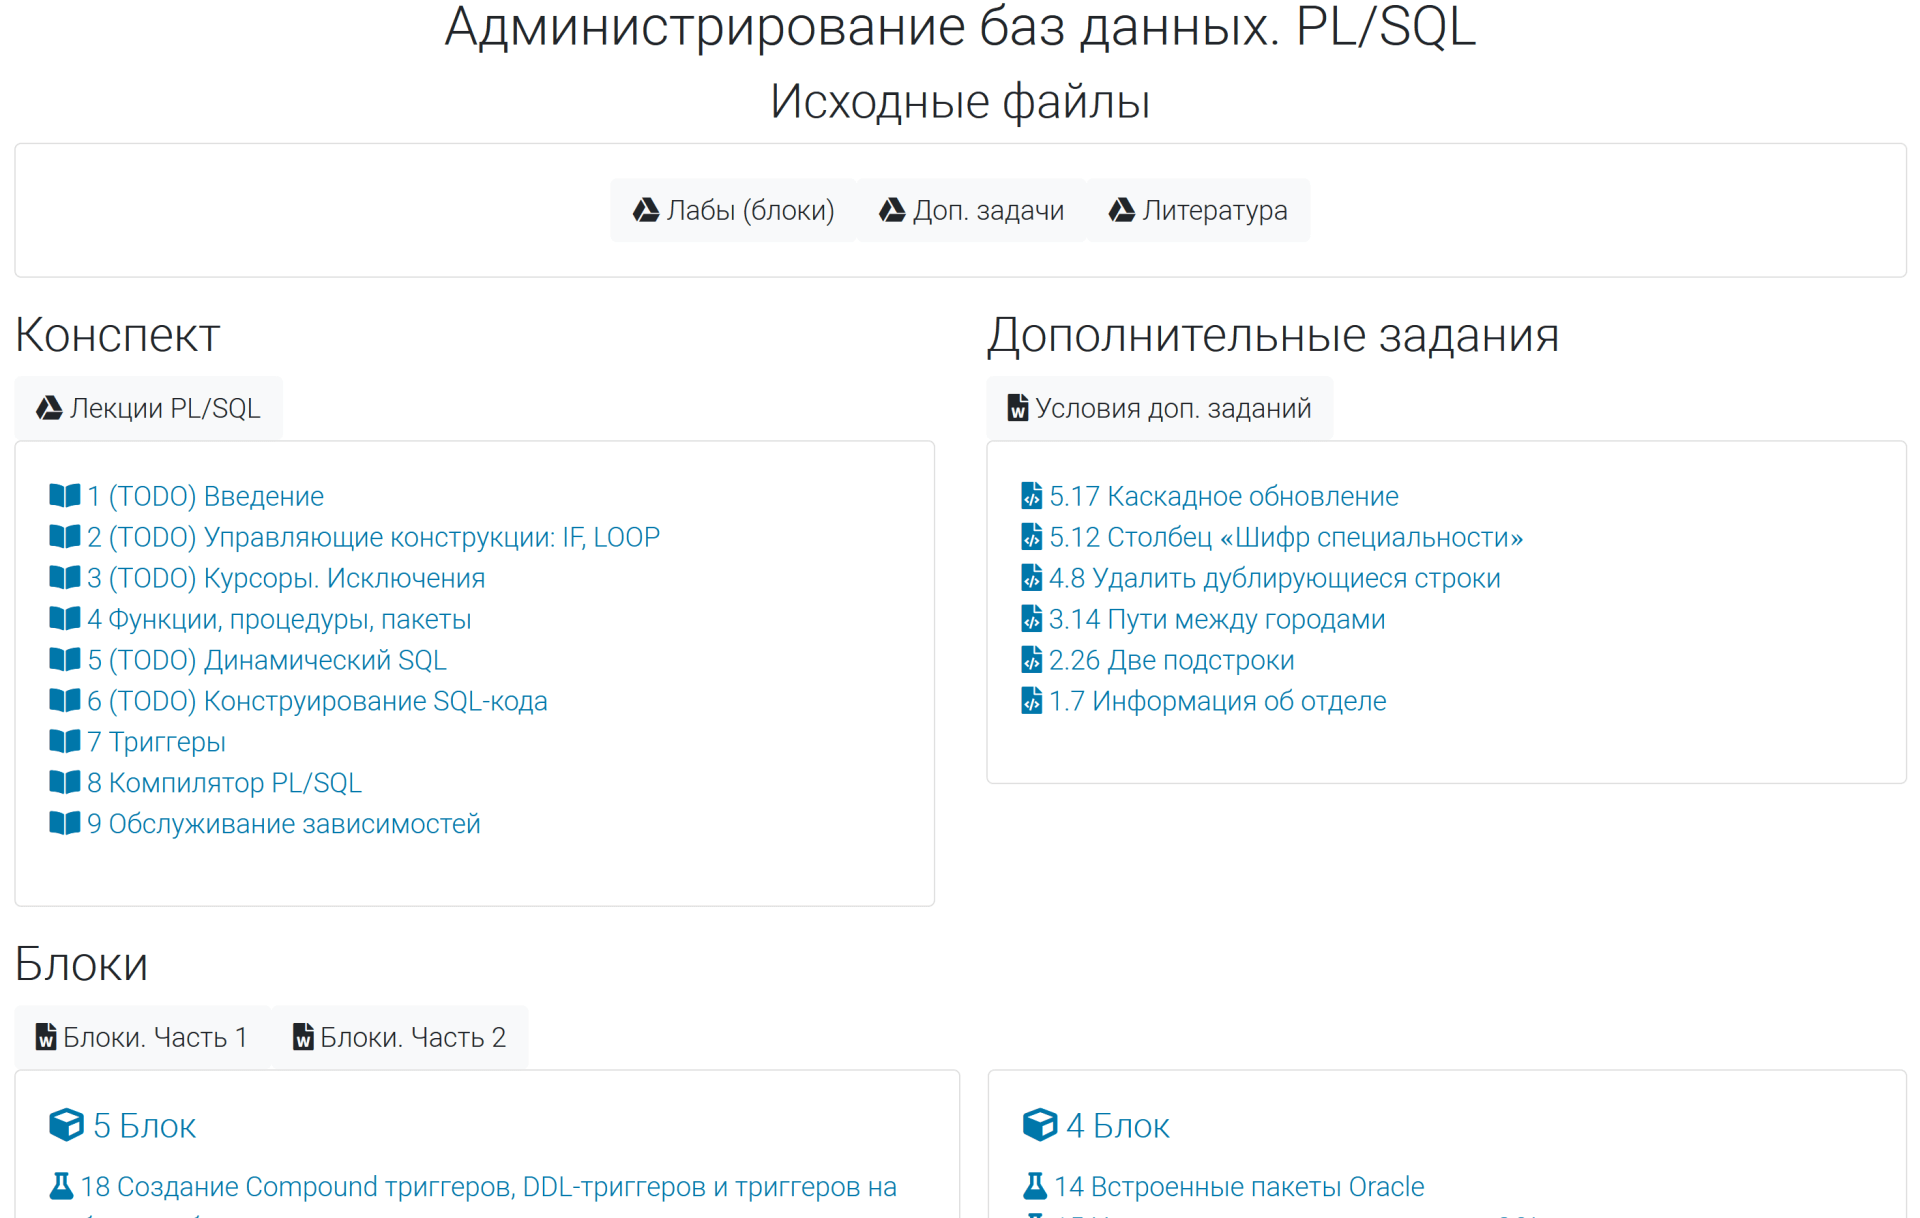 Администрирование баз данных. PL/SQL
Исходные файлы
Лабы (блоки) Доп. задачи Литература
Конспект
Лекции PL/SQL
1 (TODO) Введение
2 (TODO) Управляющие конструкции: IF, LOOP
3 (TODO) Курсоры. Исключения
4 Функции, процедуры, пакеты
5 (TODO) Динамический SQL
6 (TODO) Конструирование SQL-кода
7 Триггеры
8 Компилятор PL/SQL
9 Обслуживание зависимостей
Дополнительные задания
Условия доп. заданий
5.17 Каскадное обновление
5.12 Столбец «Шифр специальности»
4.8 Удалить дублирующиеся строки
3.14 Пути между городами
2.26 Две подстроки
1.7 Информация об отделе
Блоки
Блоки. Часть 1 Блоки. Часть 2
5 Блок
18 Создание Compound триггеров, DDL-триггеров и триггеров на
4 Блок
14 Встроенные пакеты Oracle